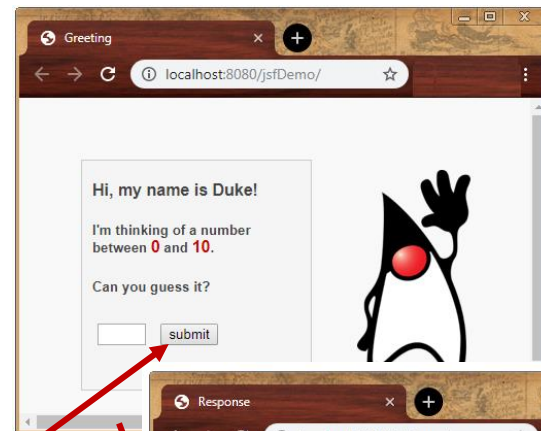 Greeting
localhost:8080/jsfDemo/
Hi, my name is Duke!
I'm thinking of a number
between 0 and 10.
Can you guess it?
submit
Response